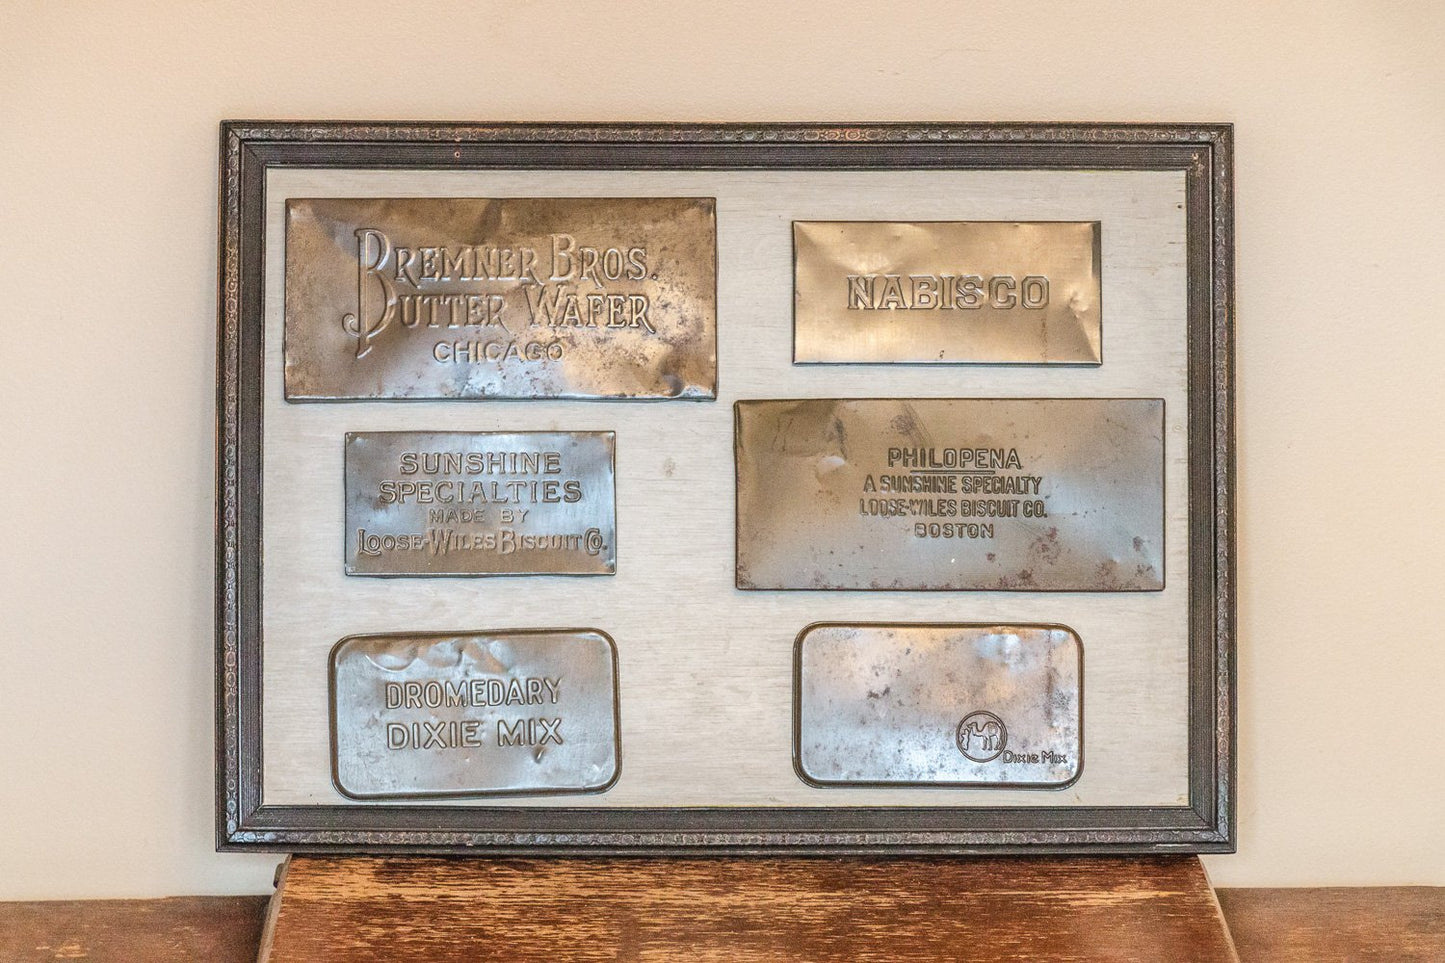 BREMNER BROS.
BUTTER WAFER
CHICAGO
NABISCO
SUNSHINE
SPECIALTIES
MADE BY
LOOSE-WILES BISCUIT CO.
PHILOPENA
A SUNSHINE SPECIALTY
LOOSE-WILES BISCUIT CO.
BOSTON
DROMEDARY
DIXIE MIX
DIXIE MIX